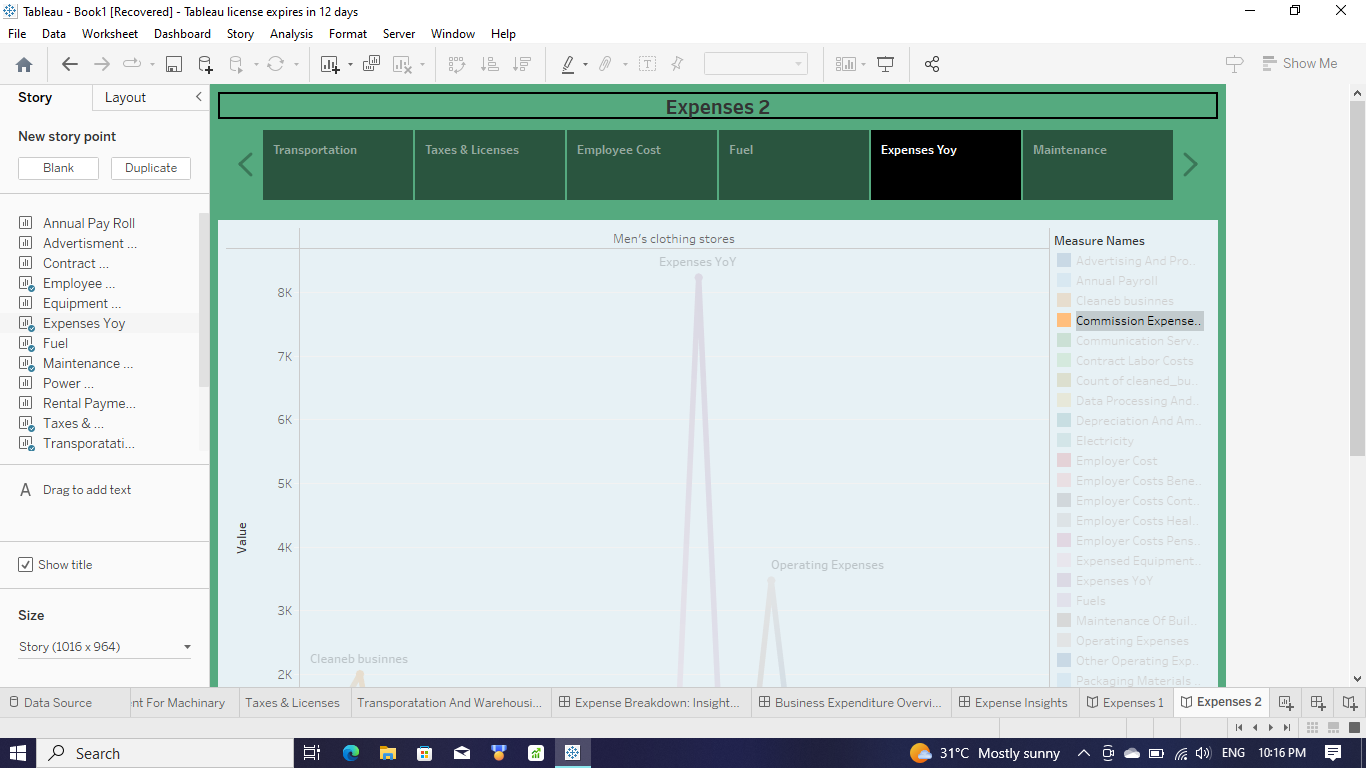 Tableau - Book1 [Recovered] - Tableau license expires in 12 days
File Data Worksheet Dashboard Story Analysis Format Server Window Help
Show Me
Story Layout
New story point
Blank Duplicate
Annual Pay Roll
Advertisment ...
Contract ...
Employee ...
Equipment ...
Expenses Yoy
Fuel
Maintenance ...
Power ...
Rental Payme...
Taxes & ...
Transporatati...
A Drag to add text
Show title
Size
Story (1016 x 964)
Expenses 2
Transportation Taxes & Licenses Employee Cost Fuel Expenses Yoy Maintenance
Men's clothing stores
Expenses YoY
8K
7K
6K
5K
4K
3K
2K
Value
Operating Expenses
Cleaneb businnes
Measure Names
Advertising And Pro...
Annual Payroll
Cleaneb businnes
Commission Expense..
Communication Serv..
Contract Labor Costs
Count of cleaned_bu...
Data Processing And..
Depreciation And Am..
Electricity
Employer Cost
Employer Costs Bene..
Employer Costs Cont..
Employer Costs Heal..
Employer Costs Pens..
Expensed Equipment..
Expenses YoY
Fuels
Maintenance Of Buil..
Operating Expenses
Other Operating Exp..
Packaging Materials..
Data Source nt For Machinary Taxes & Licenses Transporatation And Warehousi... Expense Breakdown: Insight... Business Expenditure Overvi... Expense Insights Expenses 1 Expenses 2
Search 31°C Mostly sunny ENG 10:16 PM